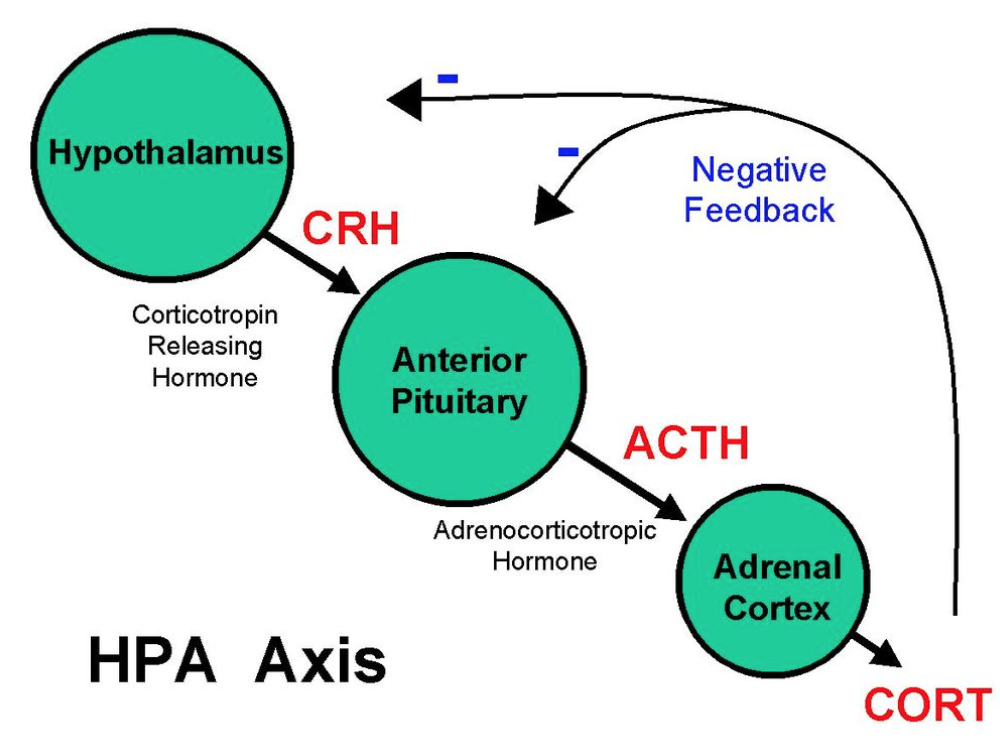 Hypothalamus
-
-
Negative
Feedback
CRH
Corticotropin
Releasing
Hormone
Anterior
Pituitary
ACTH
Adrenocorticotropic
Hormone
Adrenal
Cortex
HPA Axis
CORT